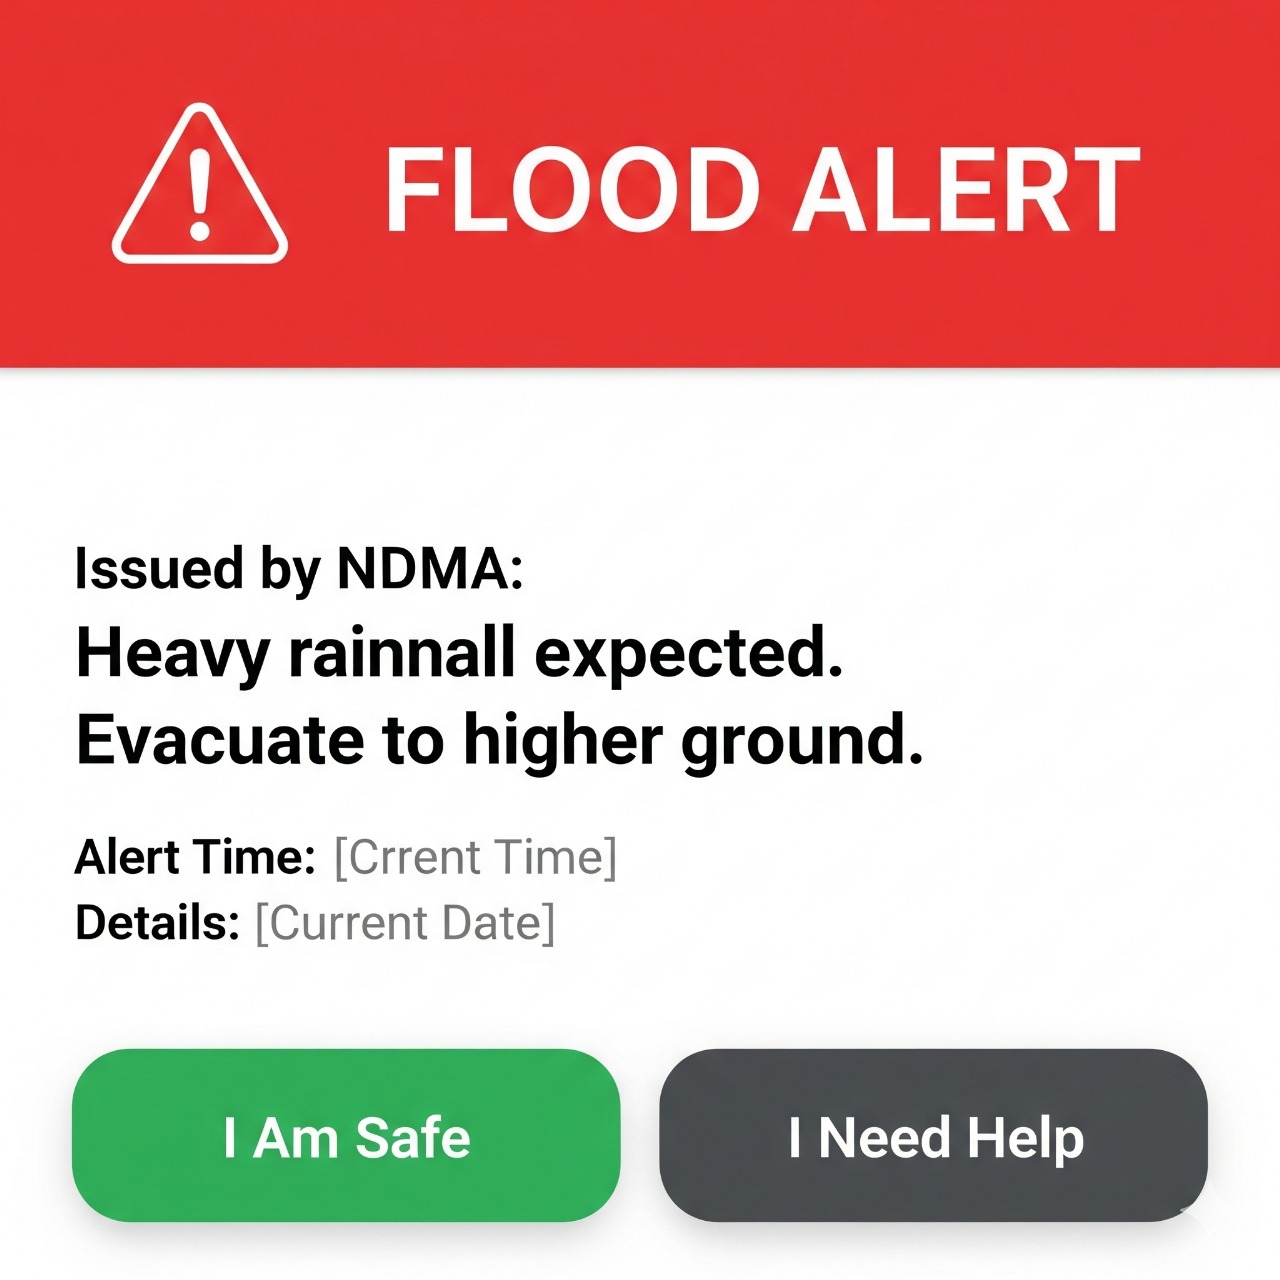 FLOOD ALERT
Issued by NDMA:
Heavy rainnall expected.
Evacuate to higher ground.
Alert Time: [Crrent Time]
Details: [Current Date]
I Am Safe
I Need Help